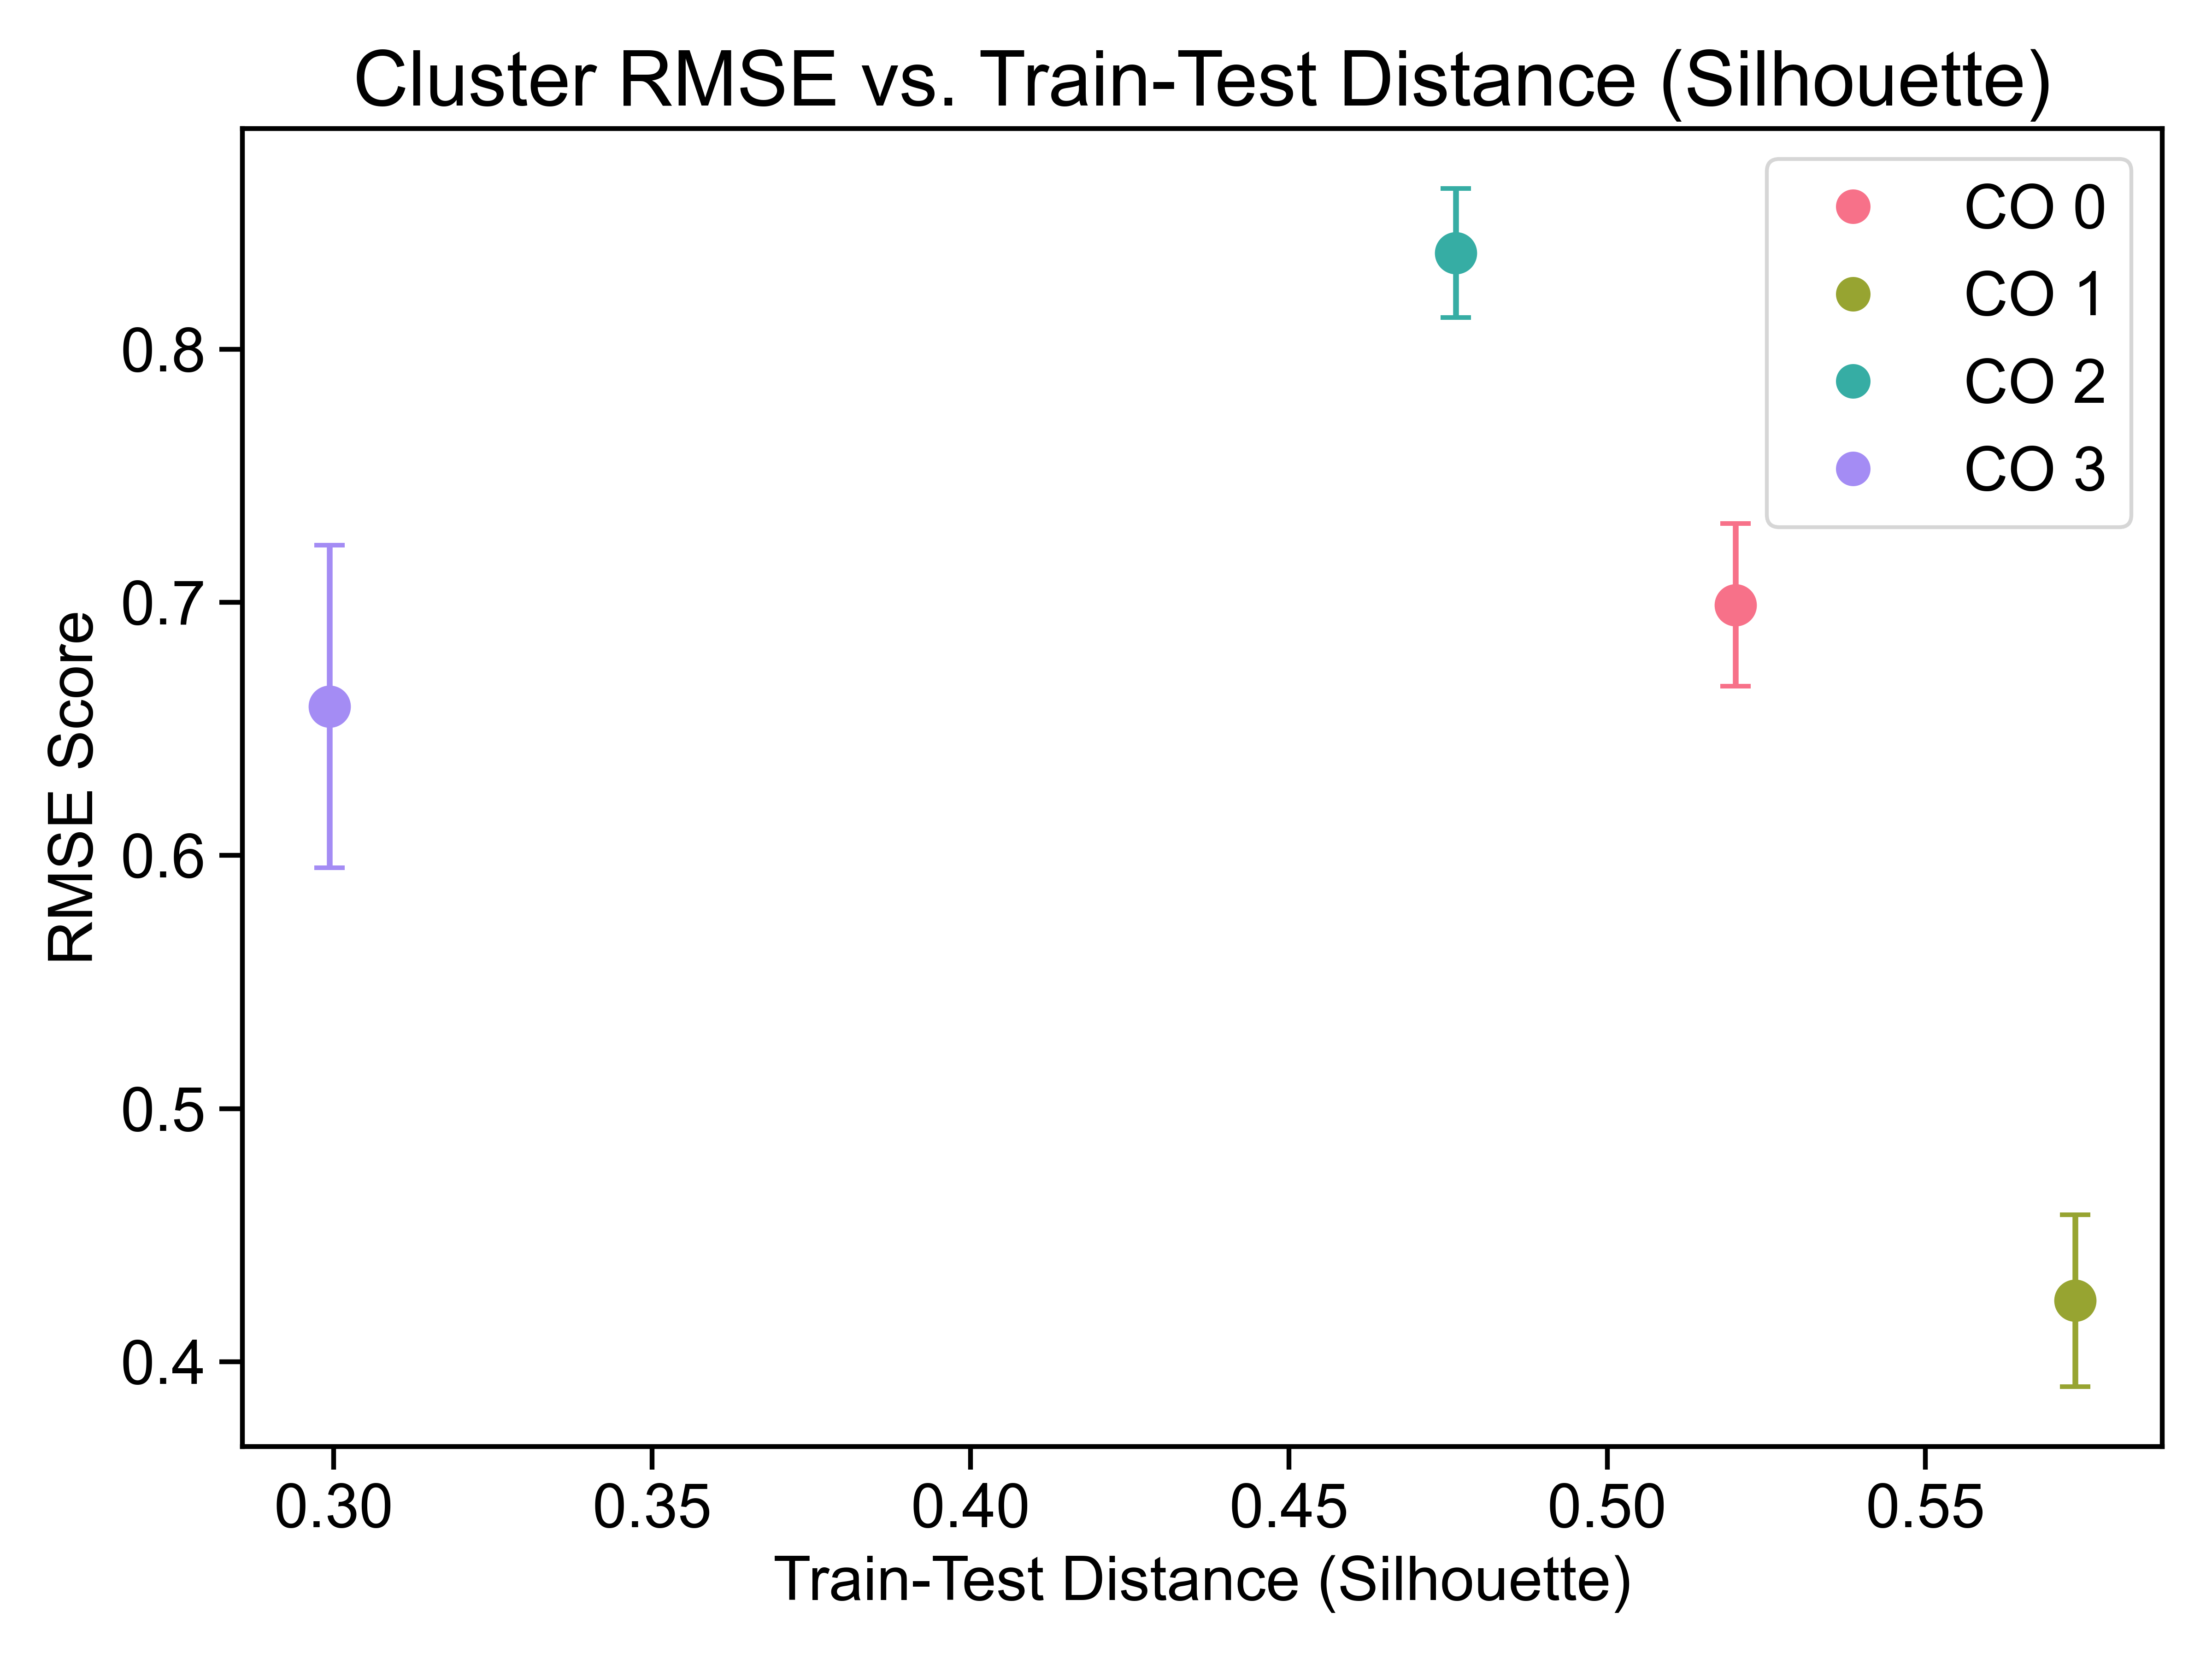 Cluster RMSE vs. Train-Test Distance (Silhouette)
CO 0
CO 1
CO 2
CO 3
RMSE Score
0.8
0.7
0.6
0.5
0.4
0.30 0.35 0.40 0.45 0.50 0.55
Train-Test Distance (Silhouette)